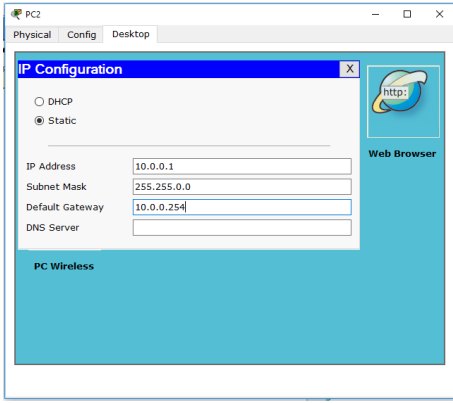 PC2
Physical Config Desktop
IP Configuration X
DHCP
Static
IP Address 10.0.0.1
Subnet Mask 255.255.0.0
Default Gateway 10.0.0.254
DNS Server
http:
Web Browser
PC Wireless